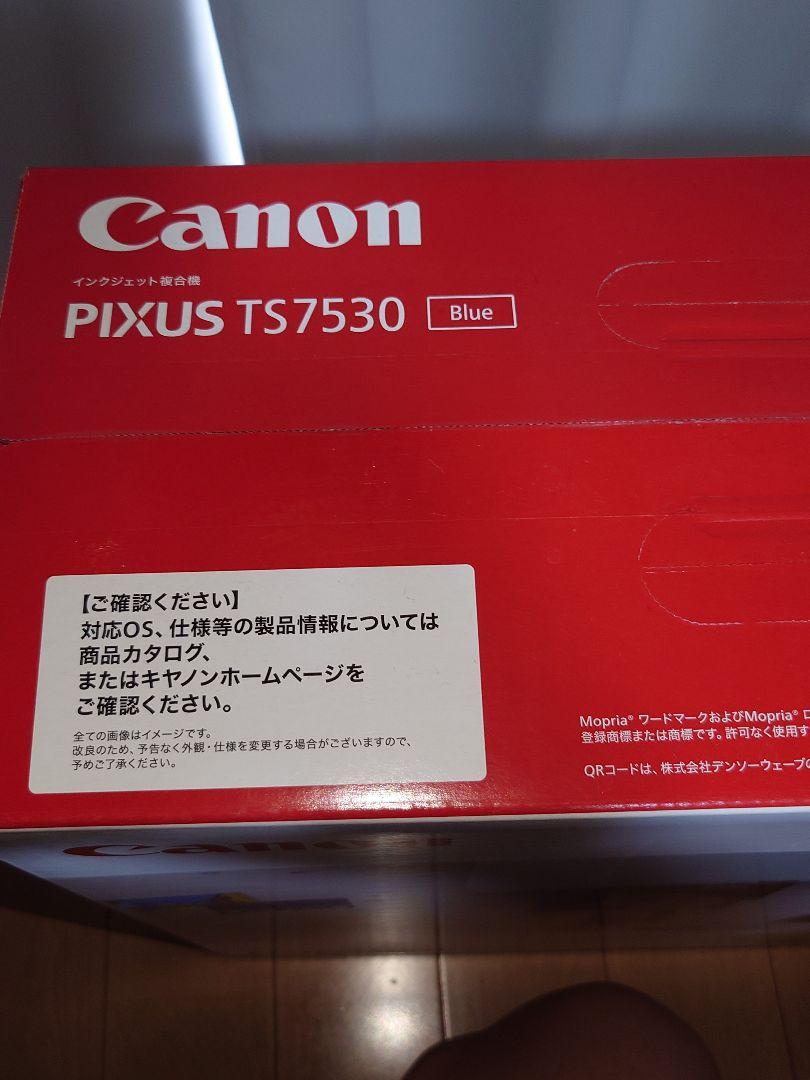 Canon
インクジェット複合機
PIXUS TS7530 Blue
【ご確認ください】
対応OS、仕様等の製品情報については
商品カタログ、
またはキヤノンホームページを
ご確認ください。
全ての画像はイメージです。
改良のため、予告なく外観・仕様を変更する場合がございますので、
予めご了承ください。
Mopria® ワードマークおよびMopria®
登録商標または商標です。許可なく使用す
QRコードは、株式会社デンソーウェーブの
Canon